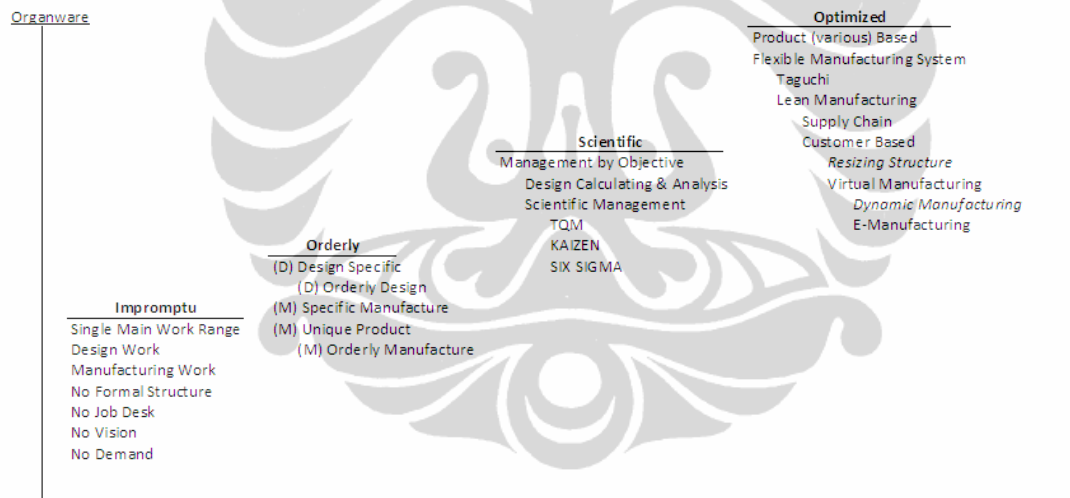 Organware
Optimized
Product (various) Based
Flexible Manufacturing System
Taguchi
Lean Manufacturing
Supply Chain
Customer Based
Resizing Structure
Virtual Manufacturing
Dynamic Manufacturing
E-Manufacturing
Scientific
Management by Objective
Design Calculating & Analysis
Scientific Management
TQM
KAIZEN
SIX SIGMA
Orderly
(D) Design Specific
(D) Orderly Design
(M) Specific Manufacture
(M) Unique Product
(M) Orderly Manufacture
Impromptu
Single Main Work Range
Design Work
Manufacturing Work
No Formal Structure
No Job Desk
No Vision
No Demand